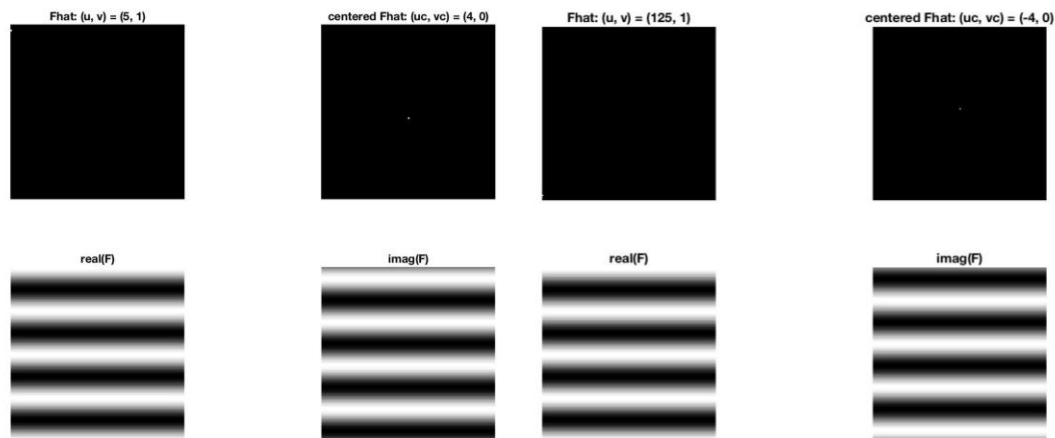 Fhat: (u, v) = (5, 1)
centered Fhat: (uc, vc) = (4, 0)
Fhat: (u, v) = (125, 1)
centered Fhat: (uc, vc) = (-4, 0)
real(F)
imag(F)
real(F)
imag(F)